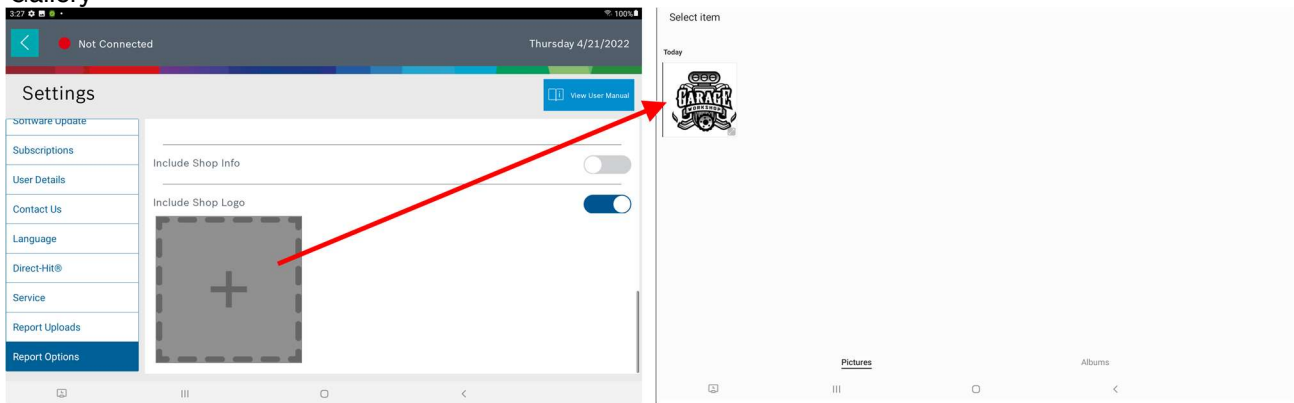 Gallery
3:27
100%
Not Connected
Thursday 4/21/2022
Settings
View User Manual
Software Update
Subscriptions
User Details
Contact Us
Language
Direct-Hit®
Service
Report Uploads
Report Options
Include Shop Info
Include Shop Logo
Select item
Today
GARAGE
WORKSHOP
Pictures
Albums